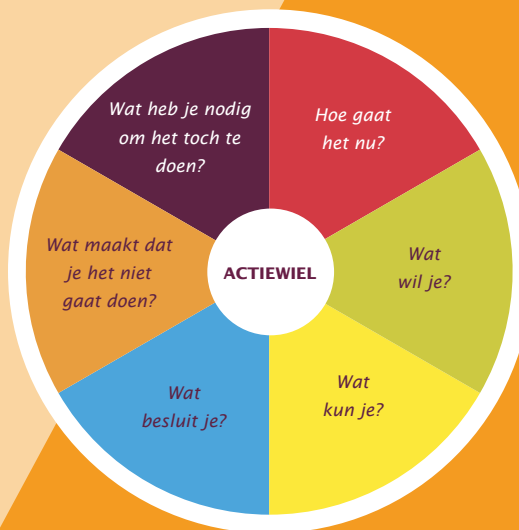 Hoe gaat
het nu?
Wat
wil je?
Wat
kun je?
Wat
besluit je?
Wat maakt dat
je het niet
gaat doen?
Wat heb je nodig
om het toch te
doen?
ACTIEWIEL